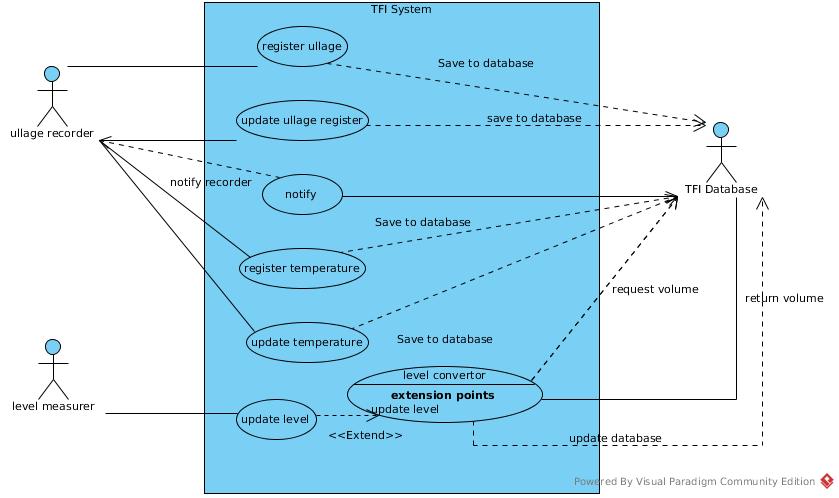 TFI System
register ullage
Save to database
update ullage register
save to database
ullage recorder
notify recorder
notify
TFI Database
Save to database
register temperature
request volume
return volume
update temperature
Save to database
level convertor
extension points
update level
level measurer
update level
<<Extend>>
update database
Powered By Visual Paradigm Community Edition